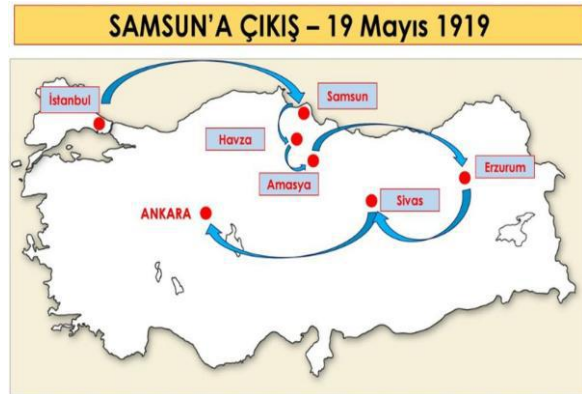 SAMSUN'A ÇIKIŞ – 19 Mayıs 1919
İstanbul
Samsun
Havza
Amasya
Erzurum
Sivas
ANKARA